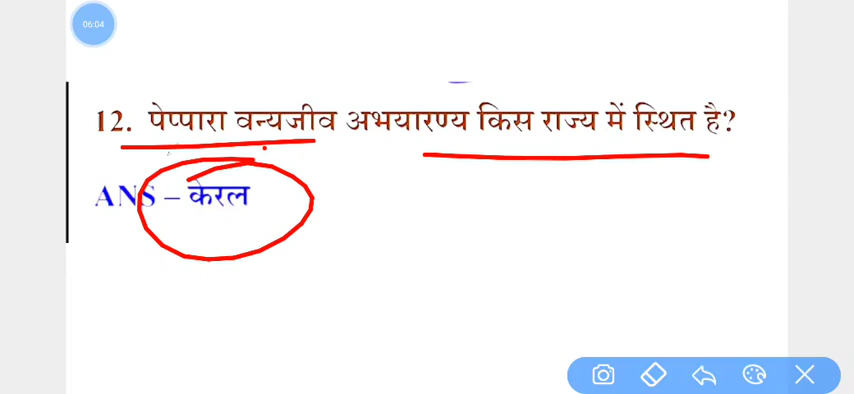 06:04
12. पेप्पारा वन्यजीव अभयारण्य किस राज्य में स्थित है?
ANS – केरल